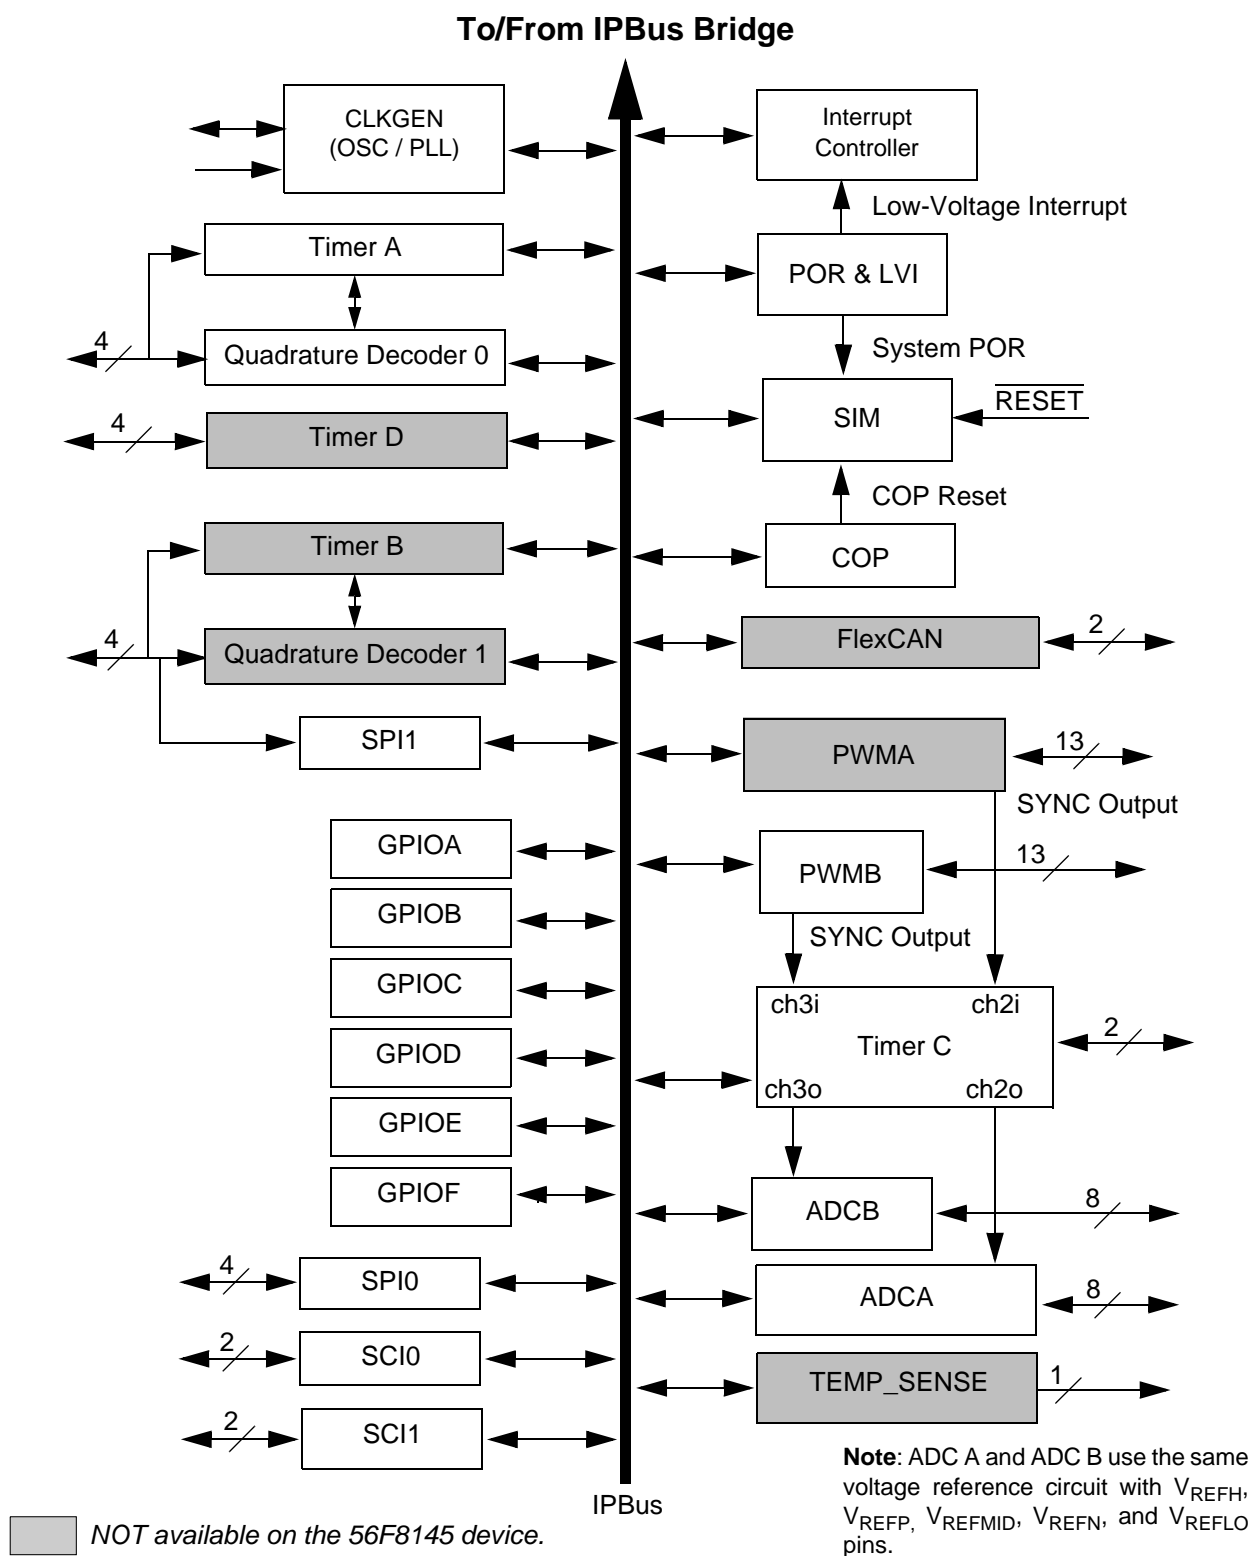 To/From IPBus Bridge
CLKGEN
(OSC / PLL)
Interrupt
Controller
Low-Voltage Interrupt
Timer A
POR & LVI
4
Quadrature Decoder 0
System POR
SIM
RESET
4
Timer D
COP Reset
Timer B
COP
4
Quadrature Decoder 1
FlexCAN
2
SPI1
PWMA
13
SYNC Output
GPIOA
PWMB
13
GPIOB
SYNC Output
GPIOC
ch3i
ch2i
GPIOD
Timer C
2
ch3o
ch2o
GPIOE
GPIOF
ADCB
8
4
SPI0
ADCA
8
2
SCI0
TEMP_SENSE
1
2
SCI1
IPBus
Note: ADC A and ADC B use the same
voltage reference circuit with VREFH,
VREFP, VREFMID, VREFN, and VREFLO
pins.
NOT available on the 56F8145 device.